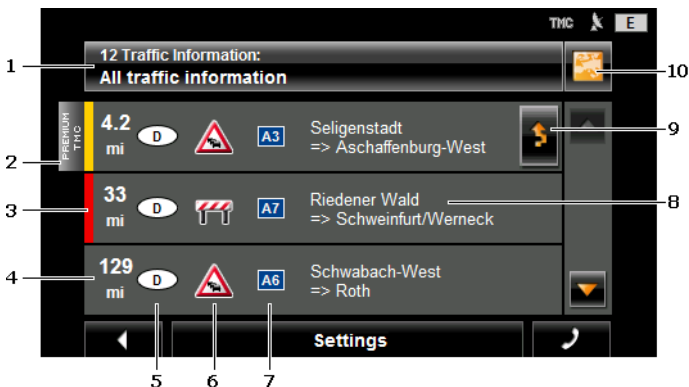 TMC E
1
12 Traffic Information:
All traffic information
10
PREMIUM
TMC
2
4.2
mi
D
A3
Seligenstadt
=> Aschaffenburg-West
9
3
33
mi
D
A7
Riedener Wald
=> Schweinfurt/Werneck
8
4
129
mi
D
A6
Schwabach-West
=> Roth
Settings
5 6 7